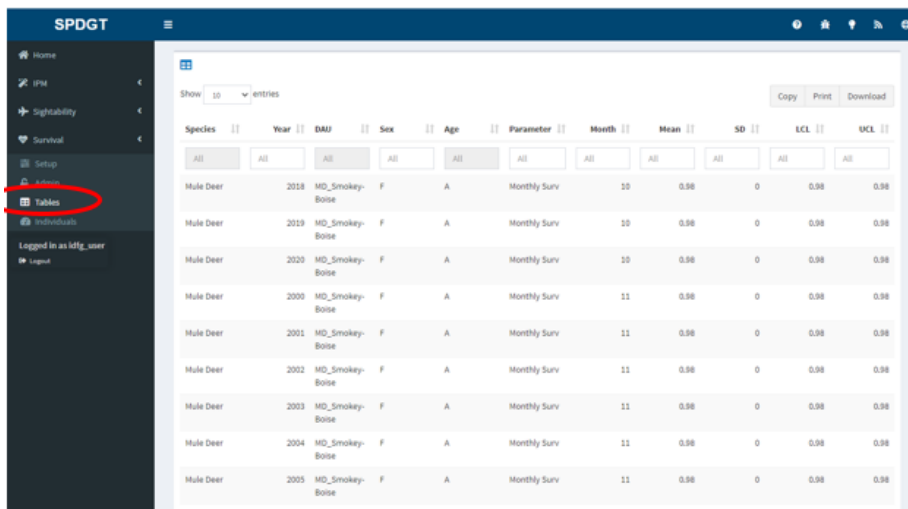 SPDGT
Home
IPM
Sightability
Survival
Setup
Admin
Tables
Individuals
Logged in as idfg_user
Logout
Show 10 entries
Copy Print Download
Species Year DAU Sex Age Parameter Month Mean SD LCL UCL
All All All All All All All All All All All
Mule Deer 2018 MD_Smokey- F A Monthly Surv 10 0.98 0 0.98 0.98
Boise
Mule Deer 2019 MD_Smokey- F A Monthly Surv 10 0.98 0 0.98 0.98
Boise
Mule Deer 2020 MD_Smokey- F A Monthly Surv 10 0.98 0 0.98 0.98
Boise
Mule Deer 2000 MD_Smokey- F A Monthly Surv 11 0.98 0 0.98 0.98
Boise
Mule Deer 2001 MD_Smokey- F A Monthly Surv 11 0.98 0 0.98 0.98
Boise
Mule Deer 2002 MD_Smokey- F A Monthly Surv 11 0.98 0 0.98 0.98
Boise
Mule Deer 2003 MD_Smokey- F A Monthly Surv 11 0.98 0 0.98 0.98
Boise
Mule Deer 2004 MD_Smokey- F A Monthly Surv 11 0.98 0 0.98 0.98
Boise
Mule Deer 2005 MD_Smokey- F A Monthly Surv 11 0.98 0 0.98 0.98
Boise